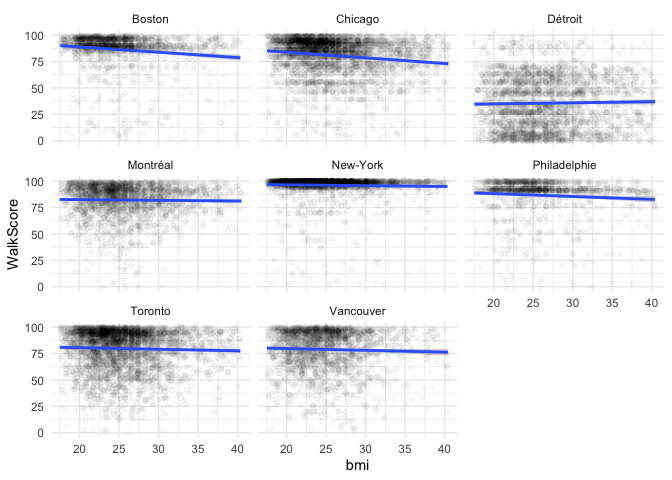 Boston Chicago Détroit
100
75
50
25
0
Montréal New-York Philadelphie
100
75
50
25
0
WalkScore
20 25 30 35 40
Toronto Vancouver
100
75
50
25
0
20 25 30 35 40 20 25 30 35 40
bmi